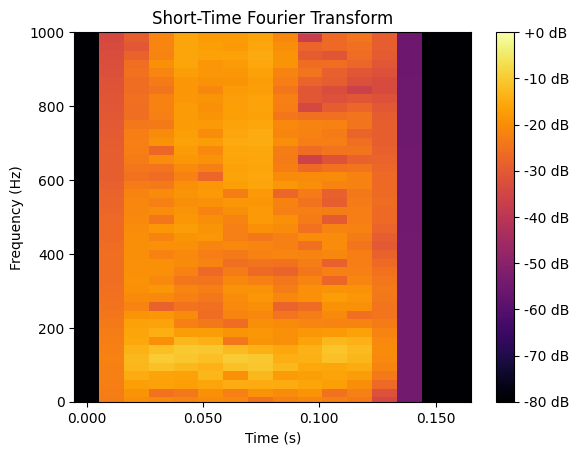 Short-Time Fourier Transform
1000
800
600
400
200
0
Frequency (Hz)
0.000
0.050
0.100
0.150
Time (s)
+0 dB
-10 dB
-20 dB
-30 dB
-40 dB
-50 dB
-60 dB
-70 dB
-80 dB